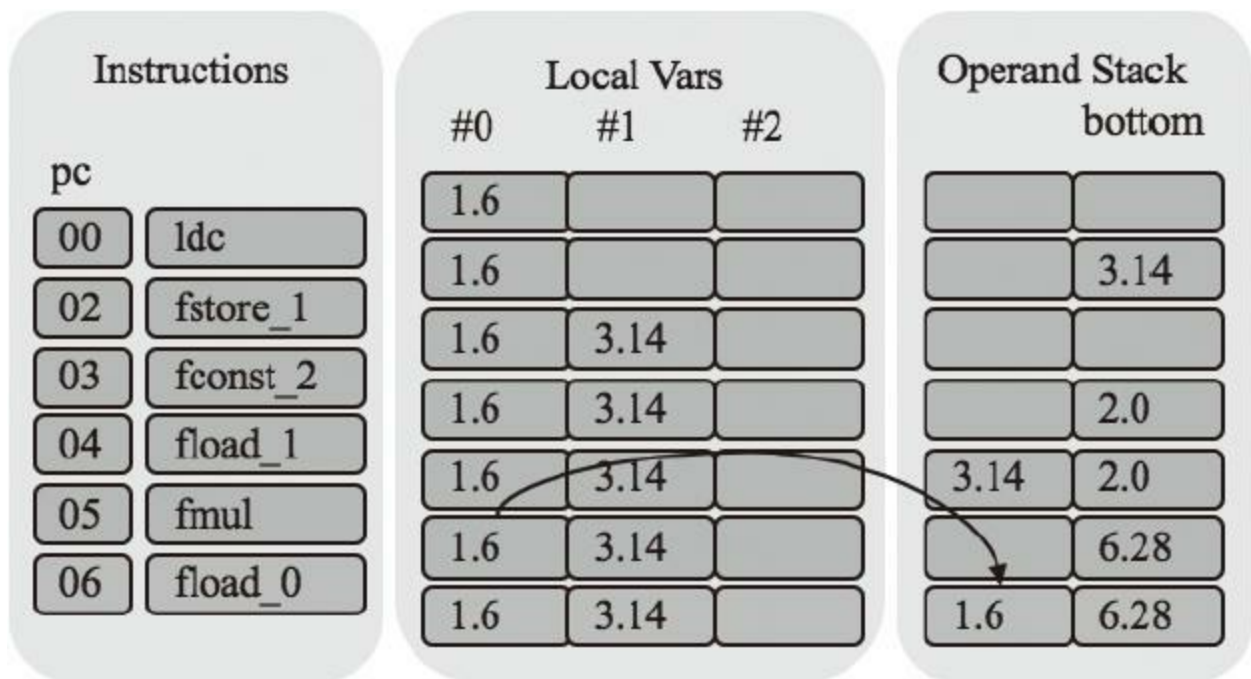 Instructions
pc
00 ldc
02 fstore_1
03 fconst_2
04 fload_1
05 fmul
06 fload_0
Local Vars
#0 #1 #2
1.6
1.6
1.6 3.14
1.6 3.14
1.6 3.14
1.6 3.14
1.6 3.14
Operand Stack
bottom
3.14
2.0
3.14 2.0
6.28
1.6 6.28